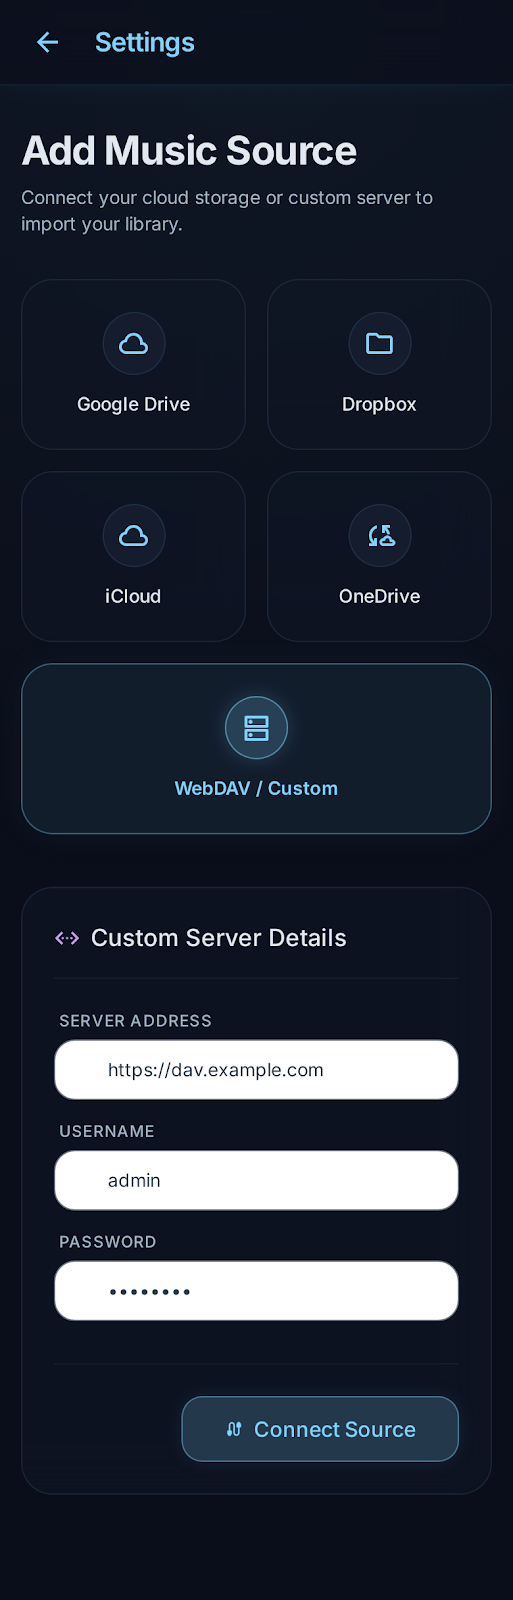 Settings
Add Music Source
Connect your cloud storage or custom server to
import your library.
Google Drive
Dropbox
iCloud
OneDrive
WebDAV / Custom
Custom Server Details
SERVER ADDRESS
https://dav.example.com
USERNAME
admin
PASSWORD
••••••••
Connect Source